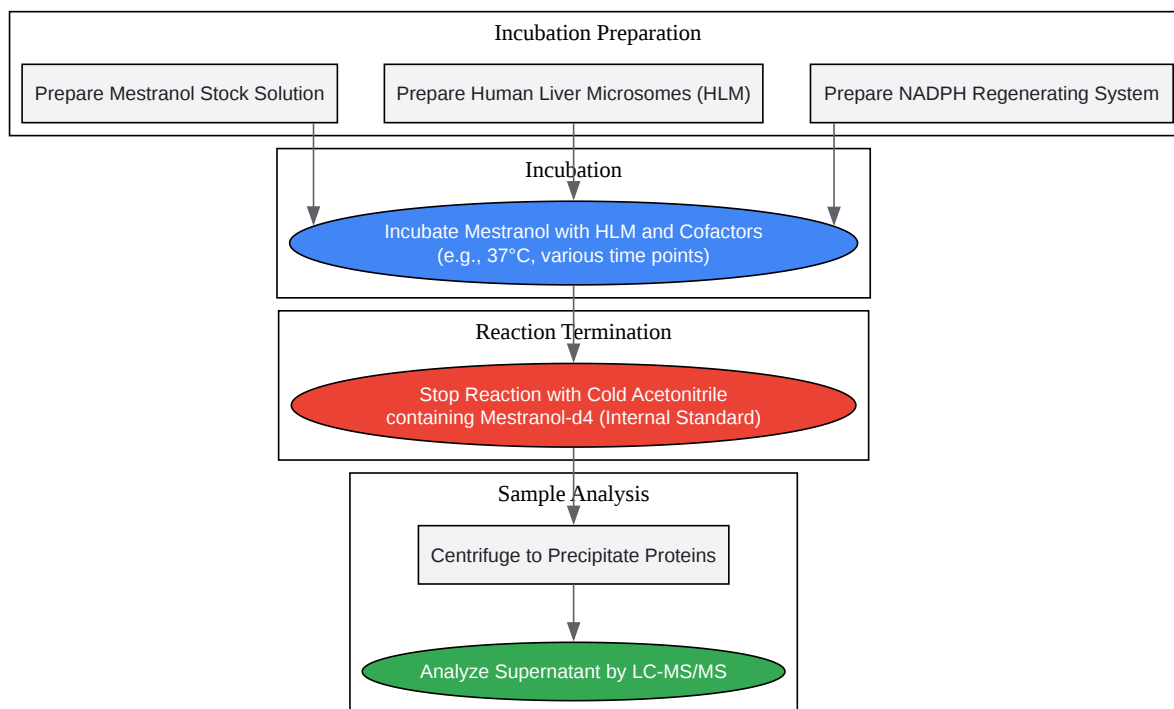 Incubation Preparation
Prepare Mestranol Stock Solution
Prepare Human Liver Microsomes (HLM)
Prepare NADPH Regenerating System
Incubation
Incubate Mestranol with HLM and Cofactors
(e.g., 37°C, various time points)
Reaction Termination
Stop Reaction with Cold Acetonitrile
containing Mestranol-d4 (Internal Standard)
Sample Analysis
Centrifuge to Precipitate Proteins
Analyze Supernatant by LC-MS/MS